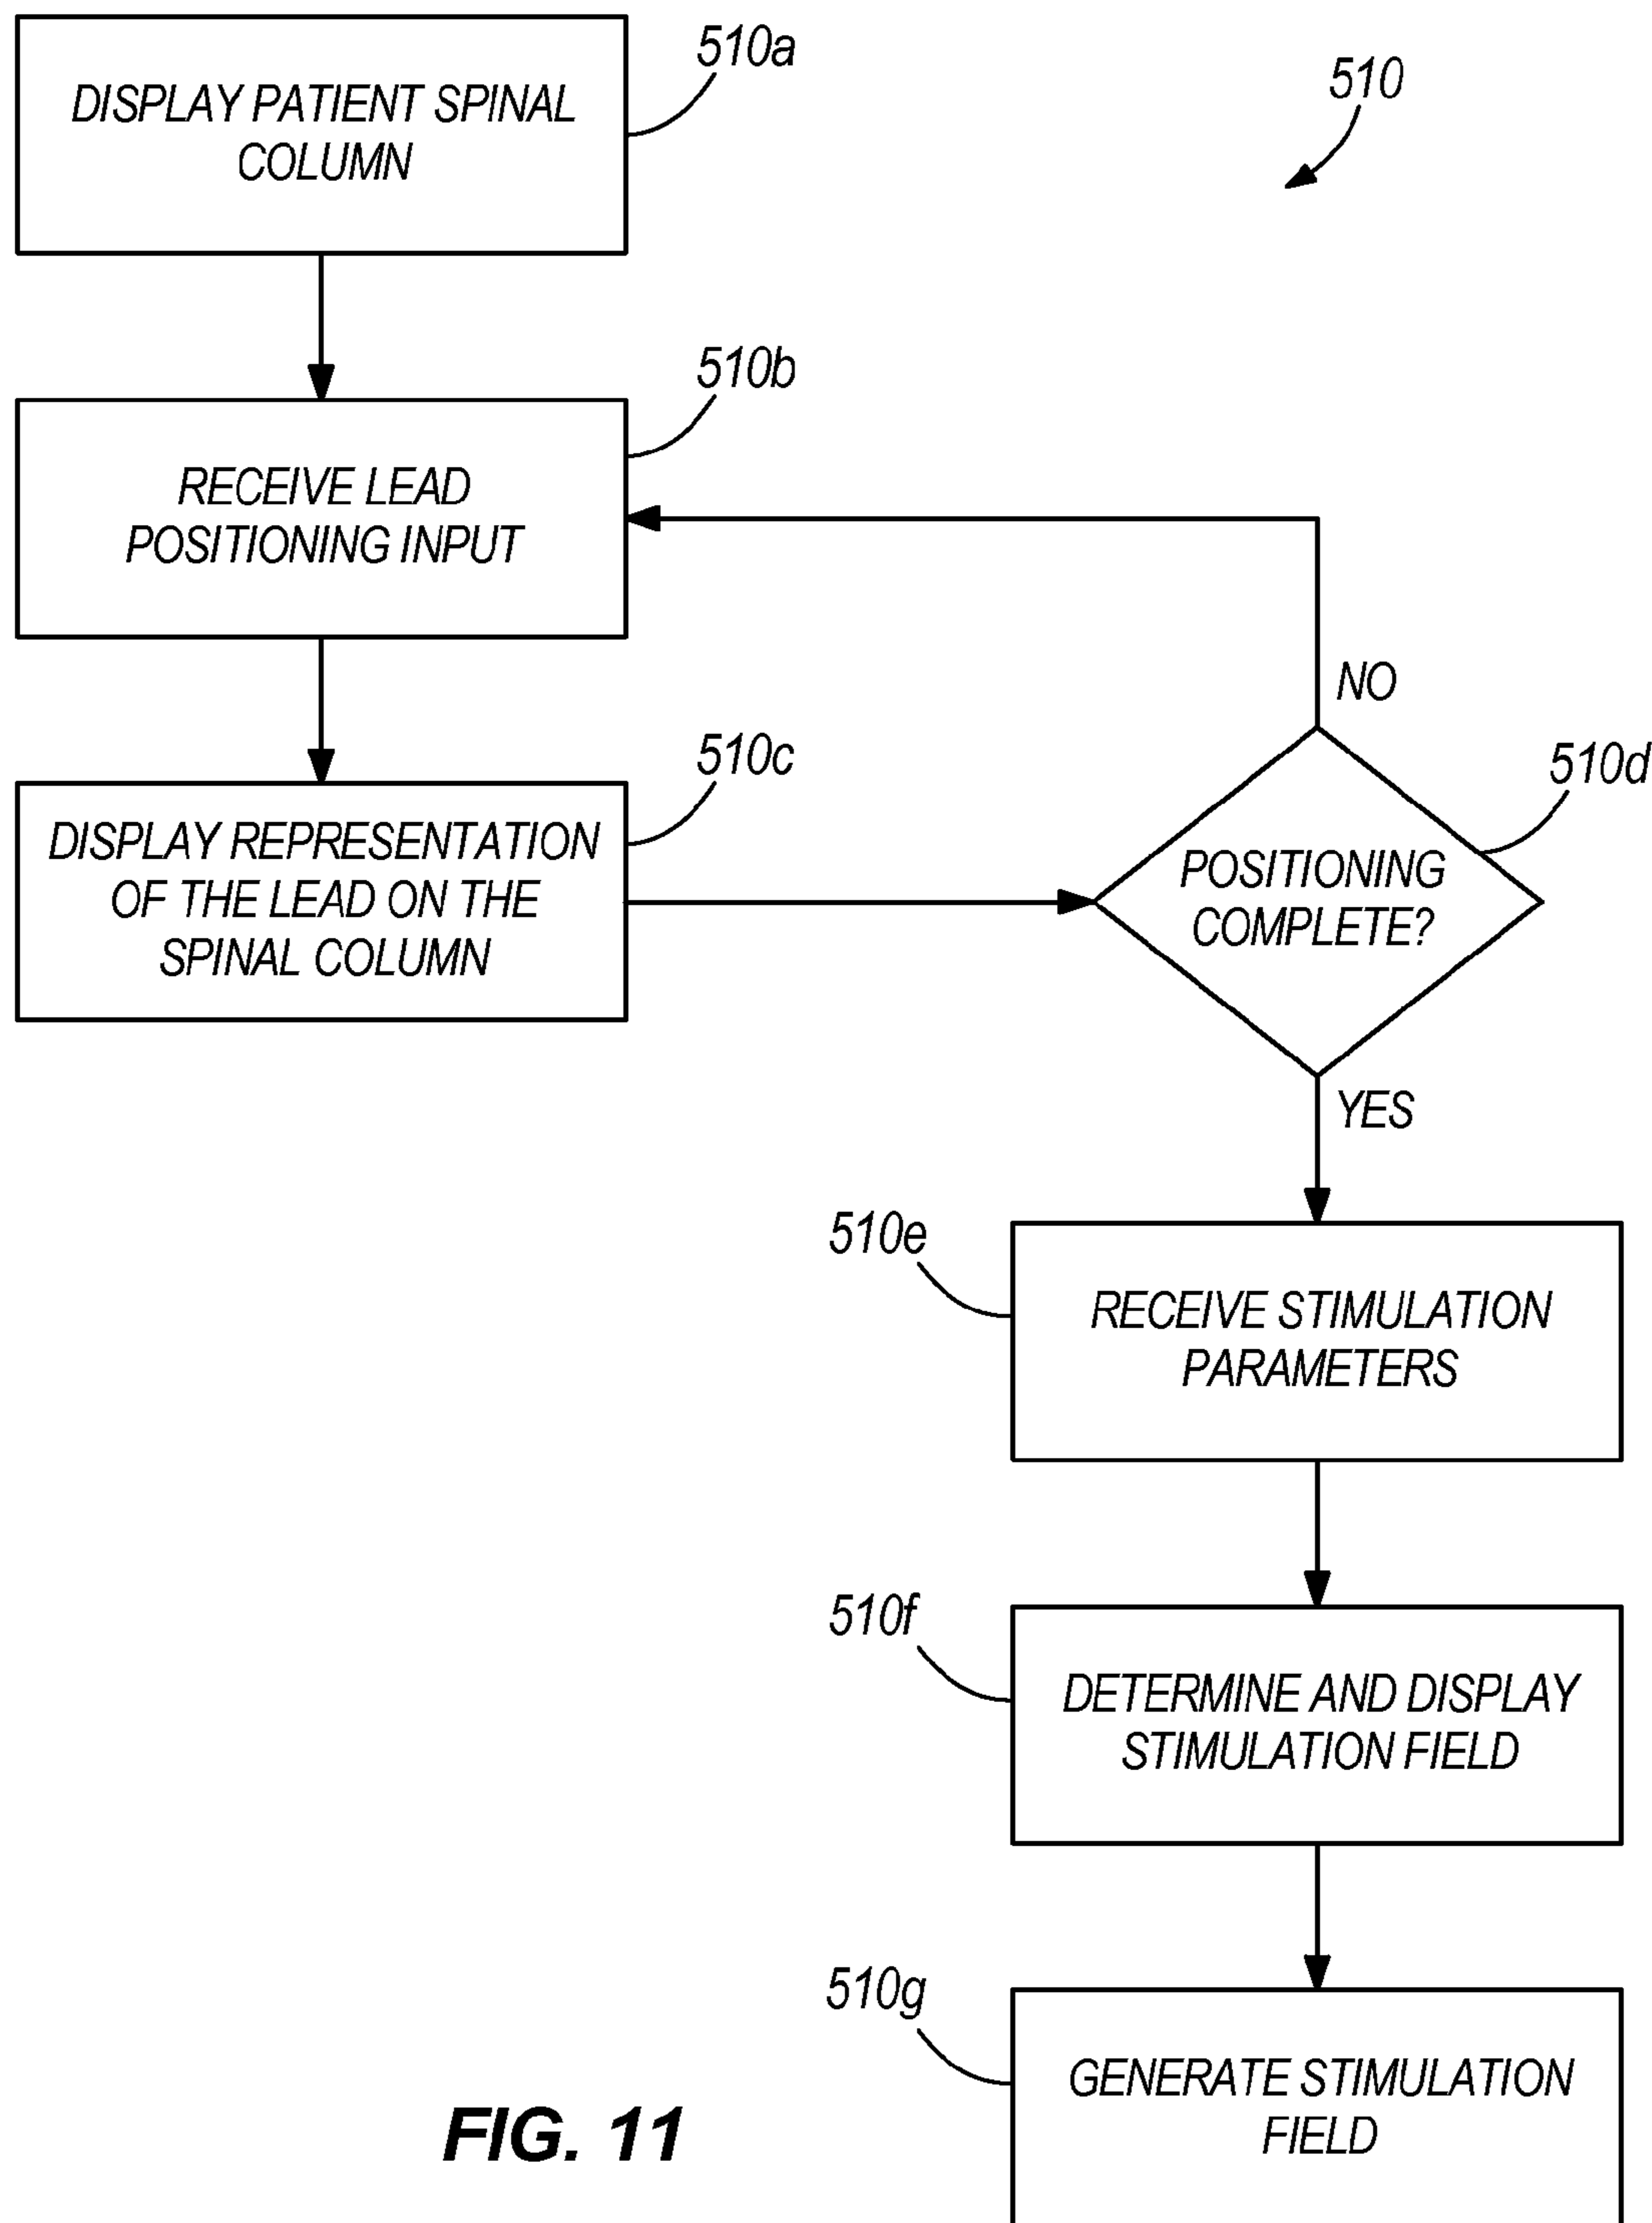 510a
DISPLAY PATIENT SPINAL
COLUMN
510
510b
RECEIVE LEAD
POSITIONING INPUT
NO
510c
DISPLAY REPRESENTATION
OF THE LEAD ON THE
SPINAL COLUMN
510d
POSITIONING
COMPLETE?
YES
510e
RECEIVE STIMULATION
PARAMETERS
510f
DETERMINE AND DISPLAY
STIMULATION FIELD
510g
GENERATE STIMULATION
FIELD
FIG. 11